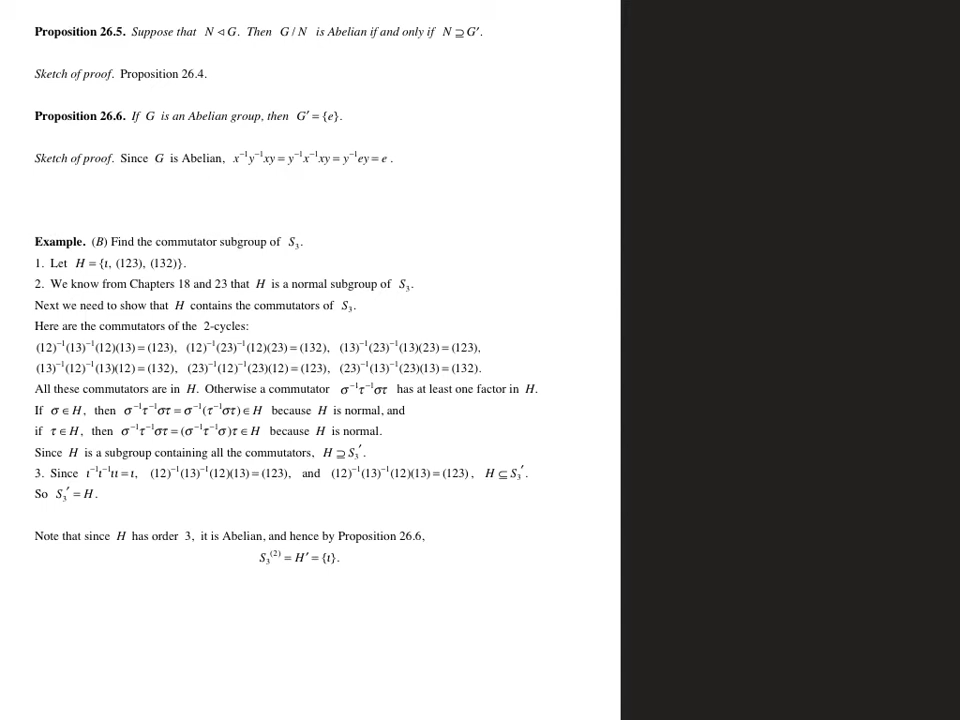 Proposition 26.5. Suppose that N ◁ G. Then G / N is Abelian if and only if N ⊇ G′.
Sketch of proof. Proposition 26.4.
Proposition 26.6. If G is an Abelian group, then G′ = {e}.
Sketch of proof. Since G is Abelian, x⁻¹y⁻¹xy = y⁻¹x⁻¹xy = y⁻¹ey = e .
Example. (B) Find the commutator subgroup of S₃.
1. Let H = {ι, (123), (132)}.
2. We know from Chapters 18 and 23 that H is a normal subgroup of S₃.
Next we need to show that H contains the commutators of S₃.
Here are the commutators of the 2-cycles:
(12)⁻¹(13)⁻¹(12)(13) = (123), (12)⁻¹(23)⁻¹(12)(23) = (132), (13)⁻¹(23)⁻¹(13)(23) = (123),
(13)⁻¹(12)⁻¹(13)(12) = (132), (23)⁻¹(12)⁻¹(23)(12) = (123), (23)⁻¹(13)⁻¹(23)(13) = (132).
All these commutators are in H. Otherwise a commutator σ⁻¹τ⁻¹στ has at least one factor in H.
If σ ∈ H, then σ⁻¹τ⁻¹στ = σ⁻¹(τ⁻¹στ) ∈ H because H is normal, and
if τ ∈ H, then σ⁻¹τ⁻¹στ = (σ⁻¹τ⁻¹σ)τ ∈ H because H is normal.
Since H is a subgroup containing all the commutators, H ⊇ S₃′.
3. Since ι⁻¹ι⁻¹ιι = ι, (12)⁻¹(13)⁻¹(12)(13) = (123), and (12)⁻¹(13)⁻¹(12)(13) = (123) , H ⊆ S₃′.
So S₃′ = H.
Note that since H has order 3, it is Abelian, and hence by Proposition 26.6,
S₃⁽²⁾ = H′ = {ι}.